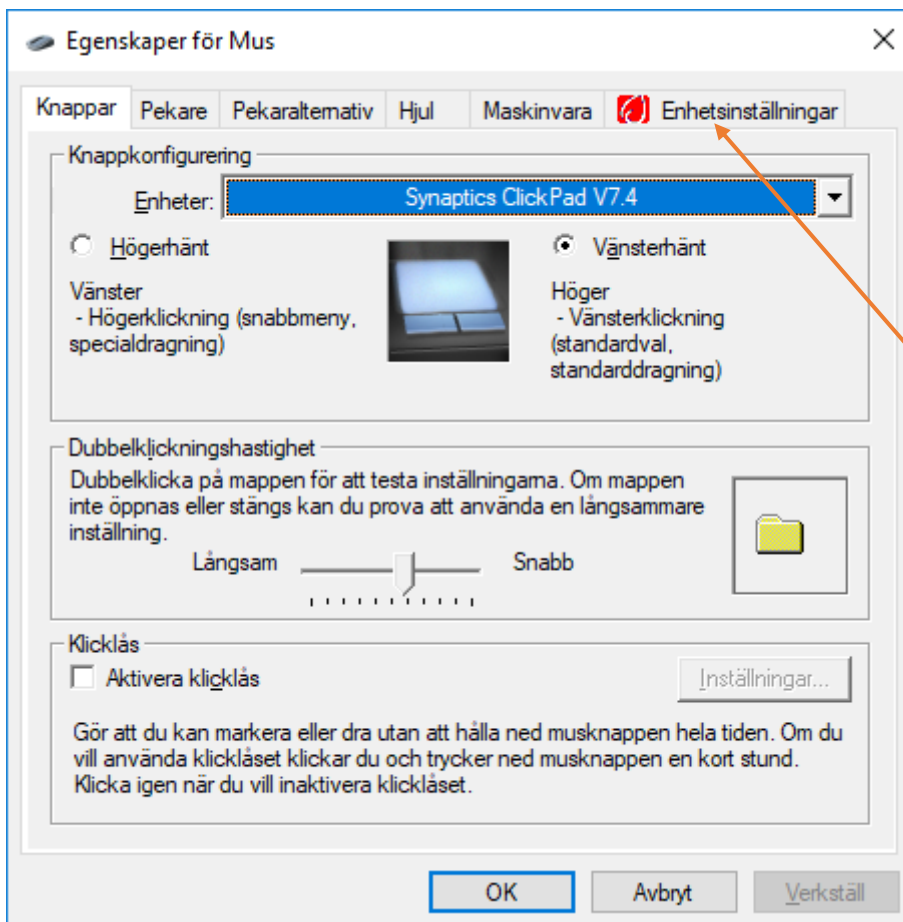 Egenskaper för Mus
Knappar Pekare Pekaralternativ Hjul Maskinvara Enhetsinställningar
Knappkonfigurering
Enheter: Synaptics ClickPad V7.4
Högerhänt
Vänsterhänt
Vänster
- Högerklickning (snabbmeny,
specialdragning)
Höger
- Vänsterklickning
(standardval,
standarddragning)
Dubbelklickningshastighet
Dubbelklicka på mappen för att testa inställningarna. Om mappen
inte öppnas eller stängs kan du prova att använda en långsammare
inställning.
Långsam Snabb
Klicklås
Aktivera klicklås
Inställningar...
Gör att du kan markera eller dra utan att hålla ned musknappen hela tiden. Om du
vill använda klicklåset klickar du och trycker ned musknappen en kort stund.
Klicka igen när du vill inaktivera klicklåset.
OK Avbryt Verkställ